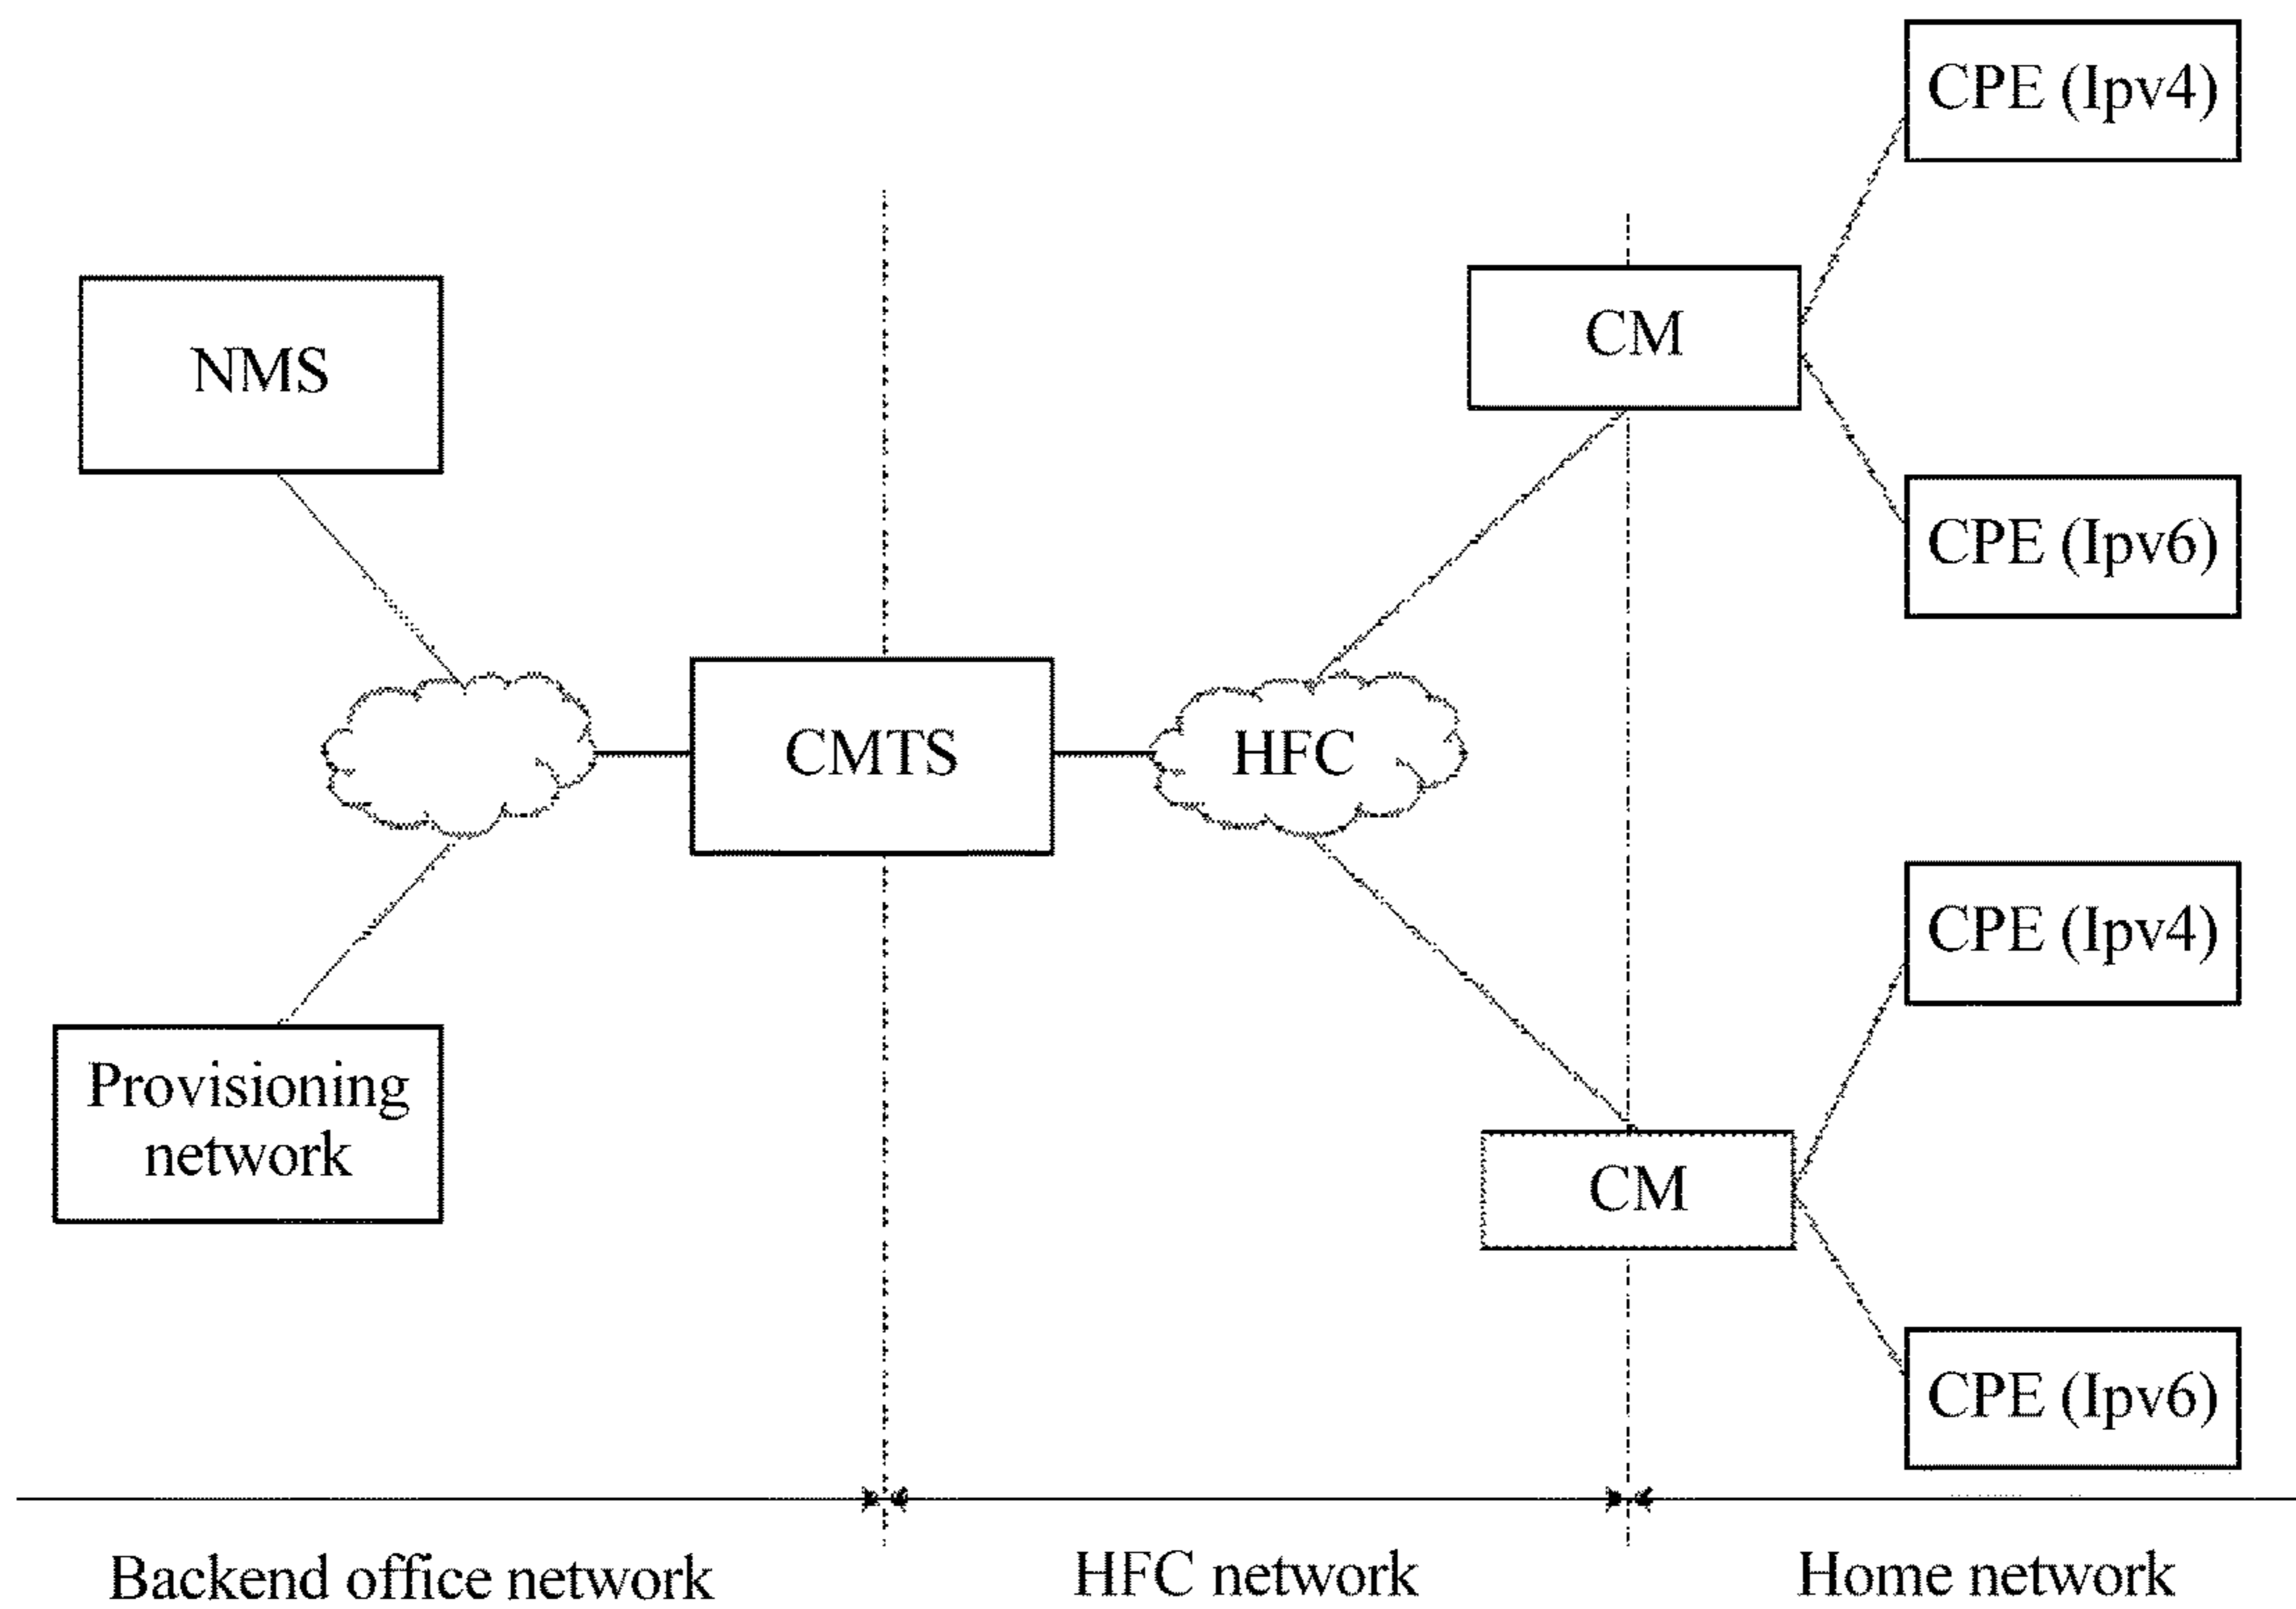 CPE (Ipv4)
NMS
CM
CPE (Ipv6)
CMTS
HFC
CPE (Ipv4)
Provisioning
network
CM
CPE (Ipv6)
Backend office network
HFC network
Home network